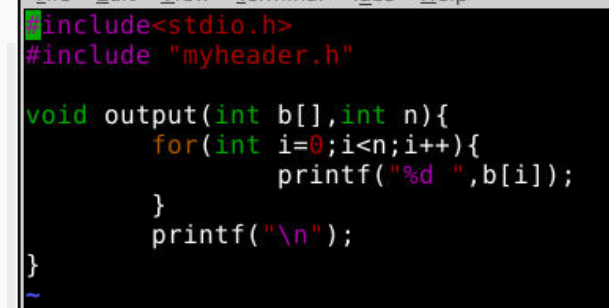 #include<stdio.h>
#include "myheader.h"

void output(int b[],int n){
        for(int i=0;i<n;i++){
                printf("%d ",b[i]);
        }
        printf("\n");
}
~